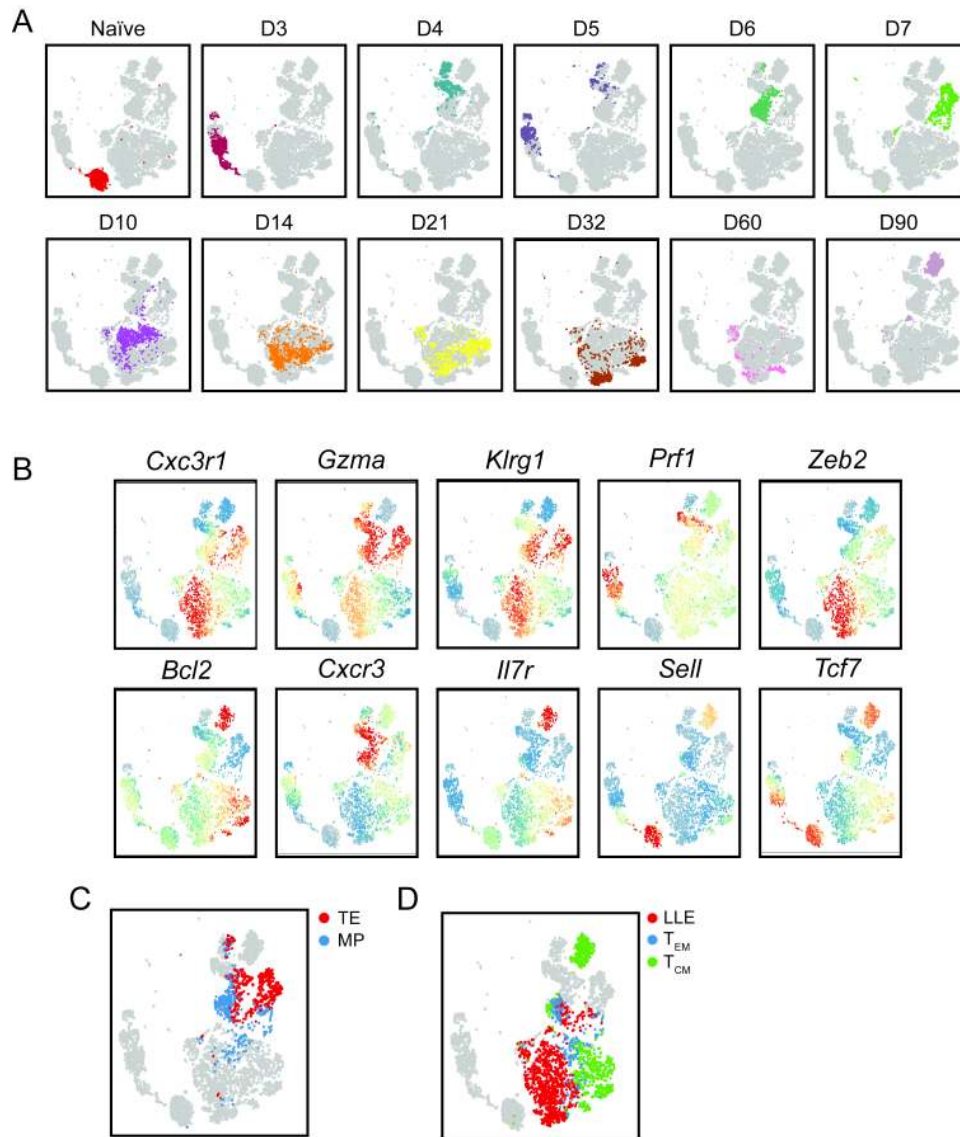 A
Naïve D3 D4 D5 D6 D7
D10 D14 D21 D32 D60 D90
B
Cxc3r1 Gzma Klrg1 Prf1 Zeb2
Bcl2 Cxcr3 Il7r Sell Tcf7
C
TE
MP
D
LLE
TEM
TCM